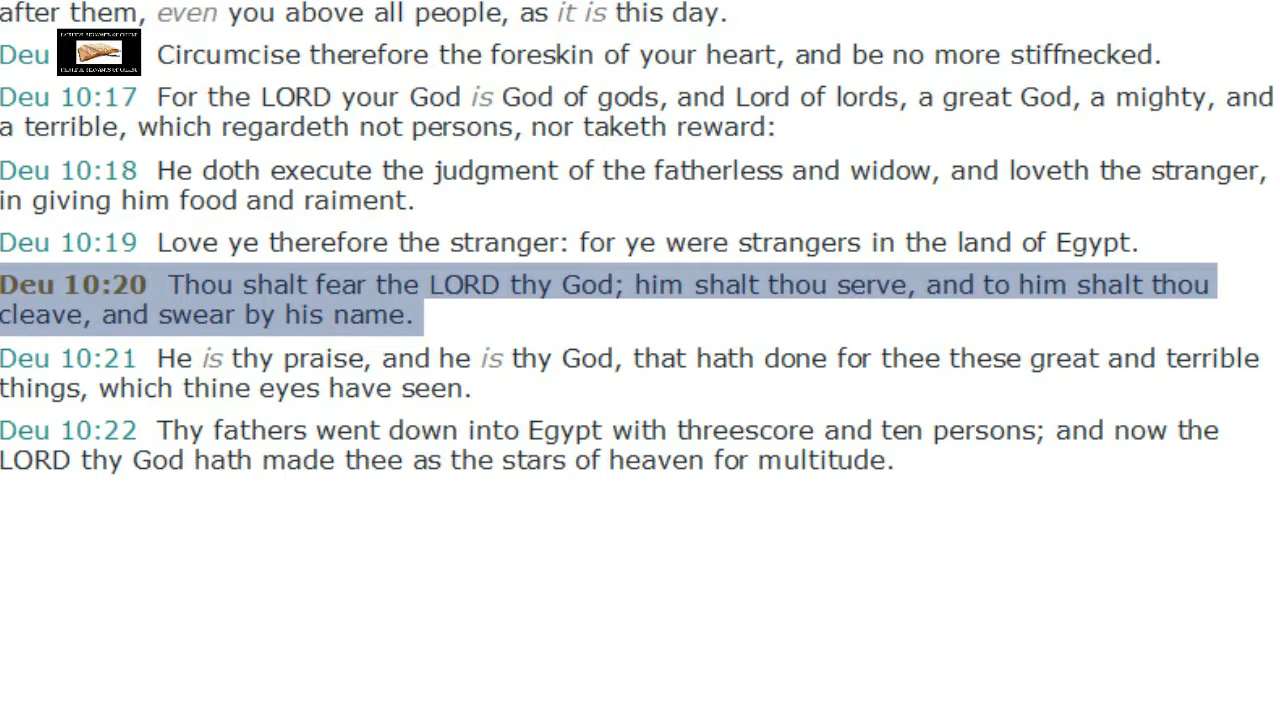 after them, even you above all people, as it is this day.
Deu Circumcise therefore the foreskin of your heart, and be no more stiffnecked.
Deu 10:17 For the LORD your God is God of gods, and Lord of lords, a great God, a mighty, and
a terrible, which regardeth not persons, nor taketh reward:
Deu 10:18 He doth execute the judgment of the fatherless and widow, and loveth the stranger,
in giving him food and raiment.
Deu 10:19 Love ye therefore the stranger: for ye were strangers in the land of Egypt.
Deu 10:20 Thou shalt fear the LORD thy God; him shalt thou serve, and to him shalt thou
cleave, and swear by his name.
Deu 10:21 He is thy praise, and he is thy God, that hath done for thee these great and terrible
things, which thine eyes have seen.
Deu 10:22 Thy fathers went down into Egypt with threescore and ten persons; and now the
LORD thy God hath made thee as the stars of heaven for multitude.